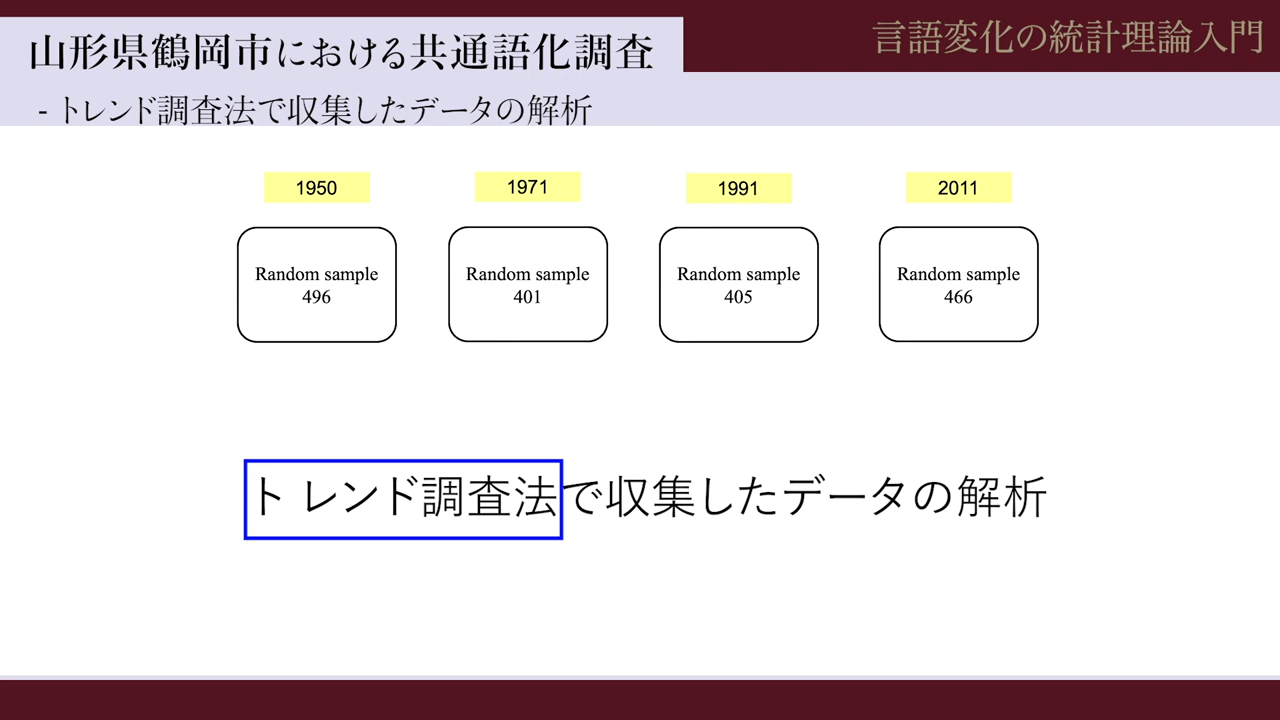 山形県鶴岡市における共通語化調査
言語変化の統計理論入門
- トレンド調査法で収集したデータの解析
1950
1971
1991
2011
Random sample
496
Random sample
401
Random sample
405
Random sample
466
トレンド調査法で収集したデータの解析